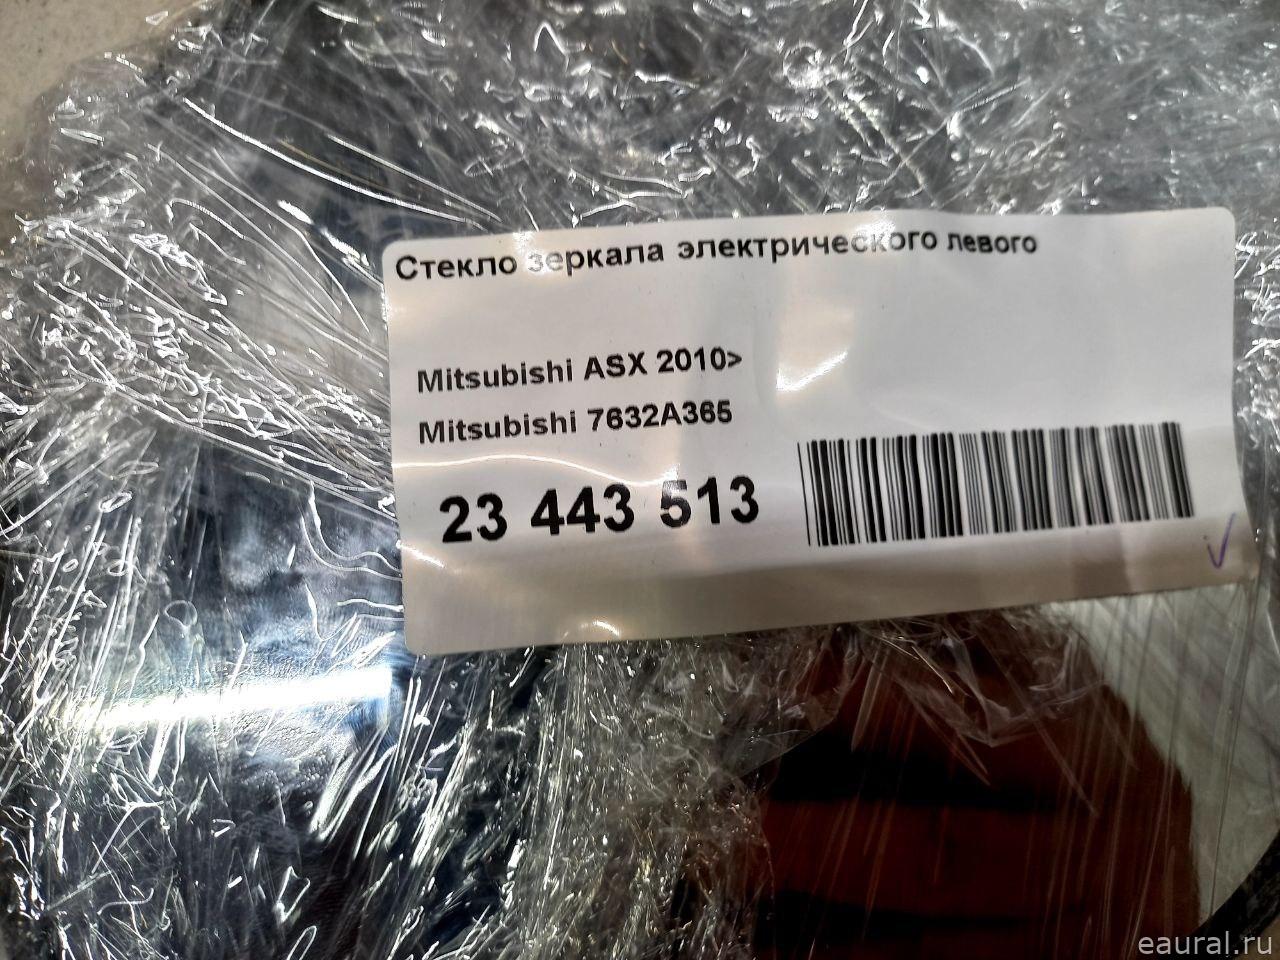 Стекло зеркала электрического левого
Mitsubishi ASX 2010>
Mitsubishi 7632A365
23 443 513
eaural.ru